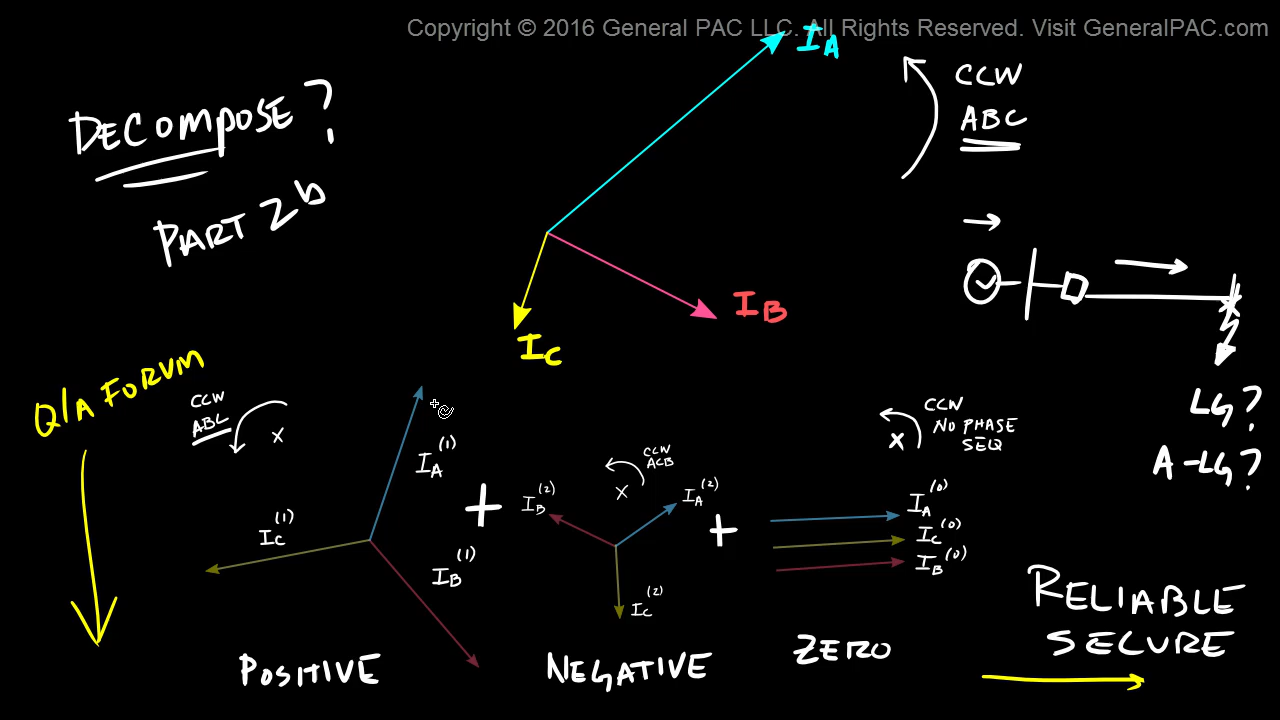 Copyright © 2016 General PAC LLC. All Rights Reserved. Visit GeneralPAC.com
DECOMPOSE?
PART 2b
IA
CCW
ABC
IB
IC
Q/A FORUM
CCW
ABC
X
IA(1)
IC(1)
IB(1)
+
CCW
ACB
X
IB(2)
IA(2)
IC(2)
+
CCW
NO PHASE
SEQ
X
IA(0)
IC(0)
IB(0)
LG?
A-LG?
POSITIVE
NEGATIVE
ZERO
RELIABLE
SECURE